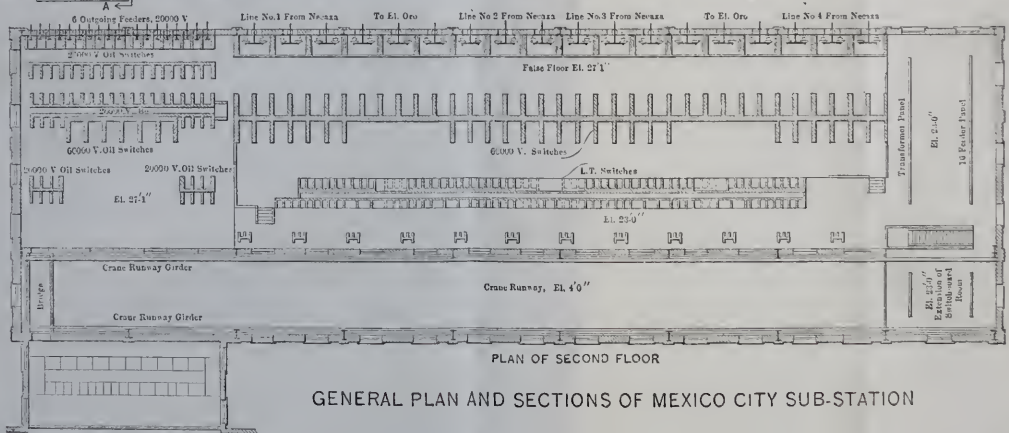 A
6 Outgoing Feeders, 20000 V
Line No.1 From Necaxa
To El Oro
Line No 2 From Necaxa
Line No.3 From Necaxa
To El. Oro
Line No 4 From Necaxa
Oil Switches
False Floor El. 27'1"
60000 V. Oil Switches
60000 V. Switches
20000 V Oil Switches
20000 V. Oil Switches
El. 27'1"
L.T. Switches
El. 23'0"
Transformer Panel
El. 23'0"
16 Feeder Panel
Crane Runway Girder
Crane Runway, El. 4'0"
Bridge
Crane Runway Girder
El. 23'0"
Extension of
Switchboard
Room
PLAN OF SECOND FLOOR
GENERAL PLAN AND SECTIONS OF MEXICO CITY SUB-STATION